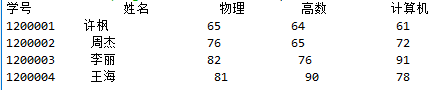 学号 姓名 物理 高数 计算机
1200001 许枫 65 64 61
1200002 周杰 76 65 72
1200003 李丽 82 76 91
1200004 王海 81 90 78